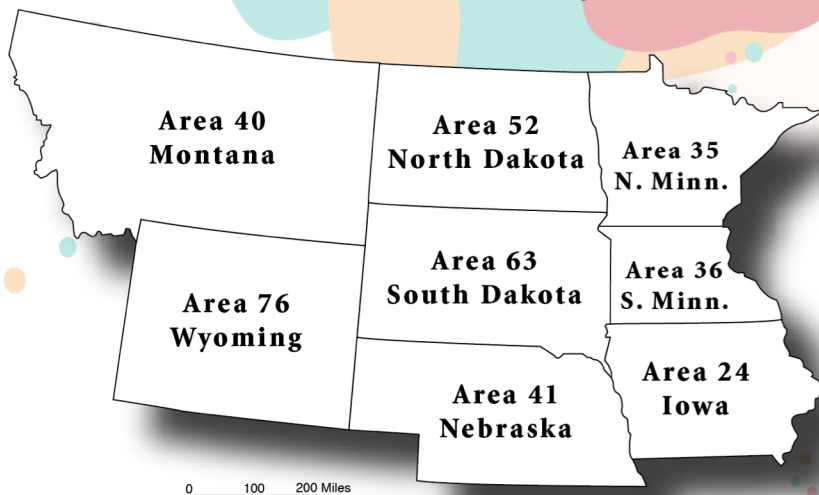 Area 40
Montana
Area 52
North Dakota
Area 35
N. Minn.
Area 63
South Dakota
Area 36
S. Minn.
Area 76
Wyoming
Area 24
Iowa
Area 41
Nebraska
0 100 200 Miles